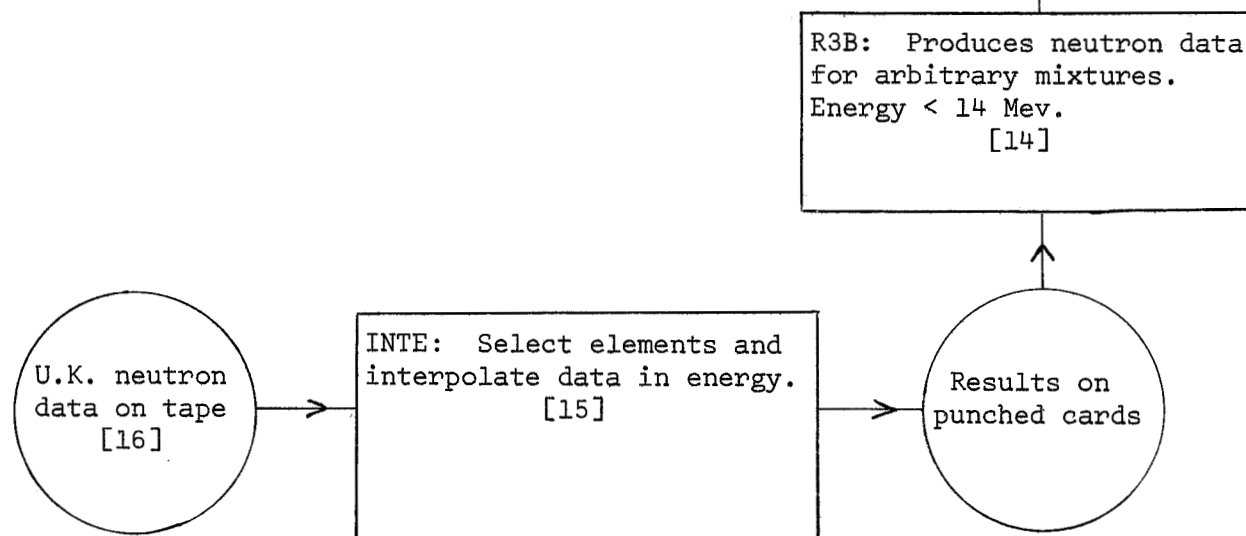 R3B: Produces neutron data
for arbitrary mixtures.
Energy < 14 Mev.
[14]
U.K. neutron
data on tape
[16]
INTE: Select elements and
interpolate data in energy.
[15]
Results on
punched cards